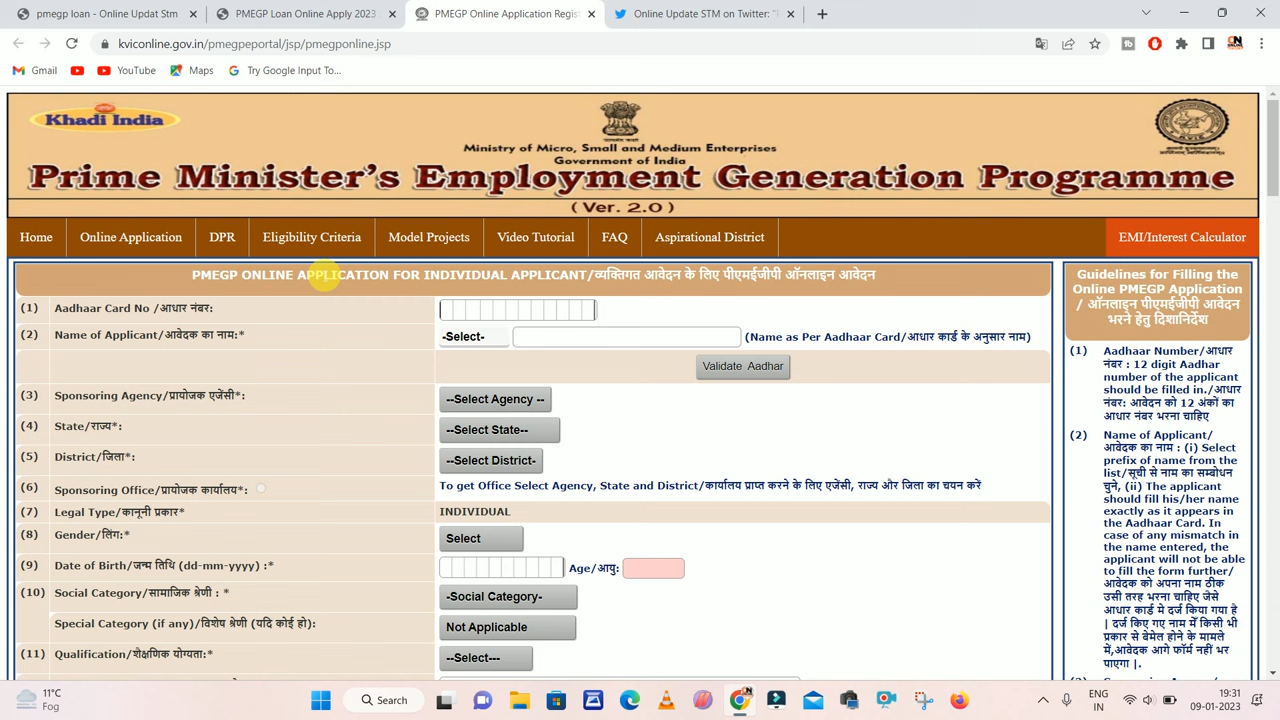 pmegp loan - Online Updat Stm
PMEGP Loan Online Apply 2023
PMEGP Online Application Regis
Online Update STM on Twitter: "
kviconline.gov.in/pmegpeportal/jsp/pmegponline.jsp
Gmail
YouTube
Maps
Try Google Input To...
Khadi India
Ministry of Micro, Small and Medium Enterprises
Government of India
Prime Minister's Employment Generation Programme
( Ver. 2.0 )
Home
Online Application
DPR
Eligibility Criteria
Model Projects
Video Tutorial
FAQ
Aspirational District
EMI/Interest Calculator
PMEGP ONLINE APPLICATION FOR INDIVIDUAL APPLICANT/व्यक्तिगत आवेदन के लिए पीएमईजीपी ऑनलाइन आवेदन
(1) Aadhaar Card No /आधार नंबर:
(2) Name of Applicant/आवेदक का नाम:* -Select- (Name as Per Aadhaar Card/आधार कार्ड के अनुसार नाम)
Validate Aadhar
(3) Sponsoring Agency/प्रायोजक एजेंसी*: --Select Agency --
(4) State/राज्य*: --Select State--
(5) District/जिला*: --Select District-
(6) Sponsoring Office/प्रायोजक कार्यालय*: To get Office Select Agency, State and District/कार्यालय प्राप्त करने के लिए एजेंसी, राज्य और जिला का चयन करें
(7) Legal Type/कानूनी प्रकार* INDIVIDUAL
(8) Gender/लिंग:* Select
(9) Date of Birth/जन्म तिथि (dd-mm-yyyy) :* Age/आयु:
(10) Social Category/सामाजिक श्रेणी : * -Social Category-
Special Category (if any)/विशेष श्रेणी (यदि कोई हो): Not Applicable
(11) Qualification/शैक्षणिक योग्यता:* --Select---
Guidelines for Filling the
Online PMEGP Application
/ ऑनलाइन पीएमईजीपी आवेदन
भरने हेतु दिशानिर्देश
(1) Aadhaar Number/आधार
नंबर : 12 digit Aadhar
number of the applicant
should be filled in./आधार
नंबर: आवेदन को 12 अंकों का
आधार नंबर भरना चाहिए
(2) Name of Applicant/
आवेदक का नाम : (i) Select
prefix of name from the
list/सूची से नाम का सम्बोधन
चुने, (ii) The applicant
should fill his/her name
exactly as it appears in
the Aadhaar Card. In
case of any mismatch in
the name entered, the
applicant will not be able
to fill the form further/
आवेदक को अपना नाम ठीक
उसी तरह भरना चाहिए जेसे
आधार कार्ड मे दर्ज किया गया हे
| दर्ज किए गए नाम में किसी भी
प्रकार से बेमेल होने के मामले
में,आवेदक आगे फॉर्म नहीं भर
पाएगा |.
11°C
Fog
Search
ENG
IN
19:31
09-01-2023